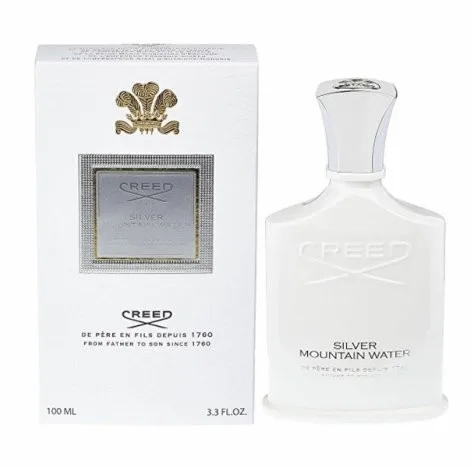 CREED
SILVER
MOUNTAIN WATER
CREED
DE PÈRE EN FILS DEPUIS 1760
FROM FATHER TO SON SINCE 1760
100 ML
3.3 FL.OZ.
CREED
SILVER
MOUNTAIN WATER
DE PÈRE EN FILS DEPUIS 1760